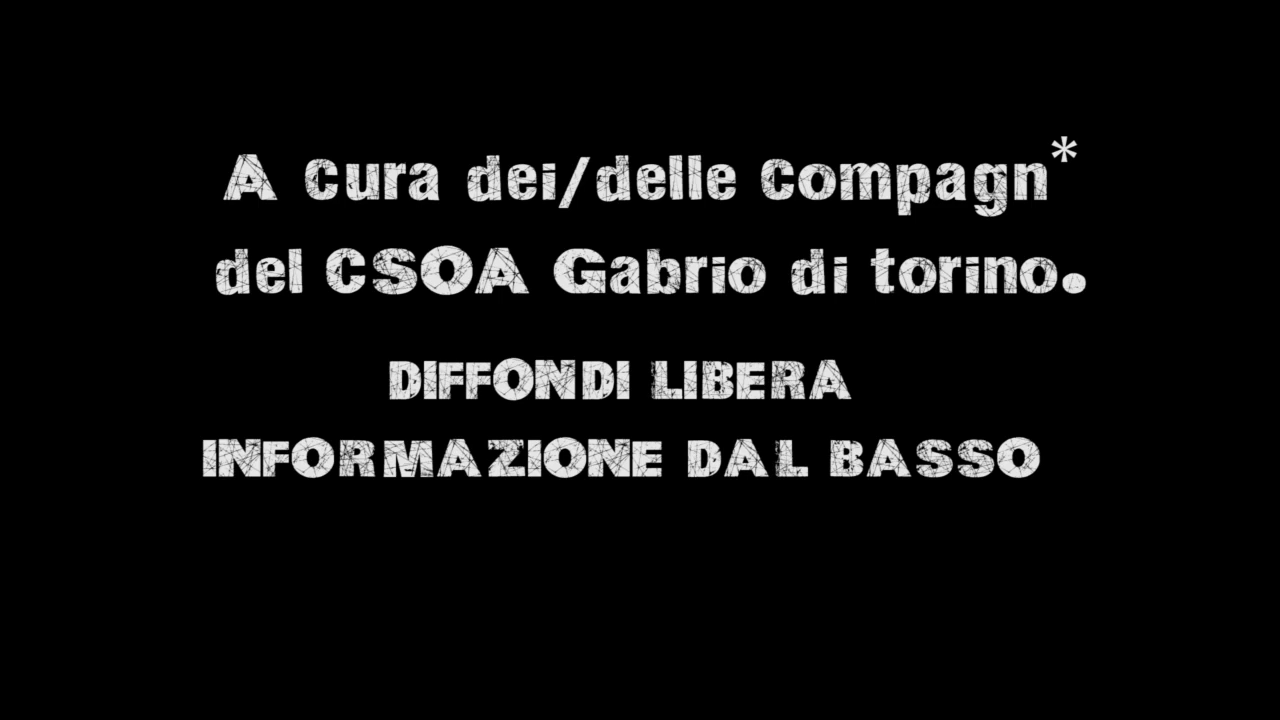 A cura dei/delle compagn*
del CSOA Gabrio di torino.
DIFFONDI LIBERA
INFORMAZIONE DAL BASSO